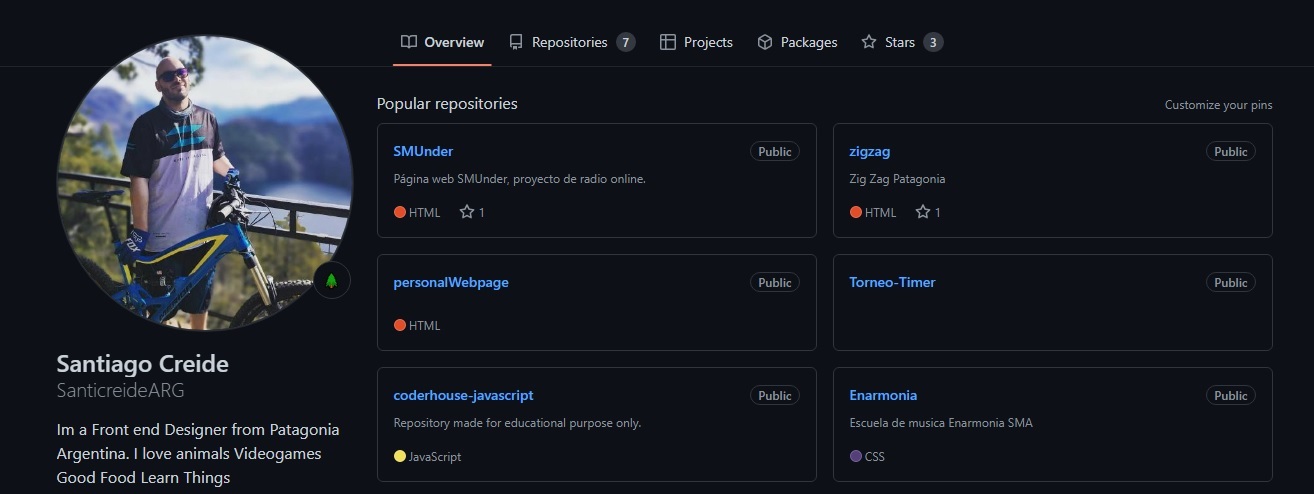 Overview Repositories 7 Projects Packages Stars 3
Popular repositories Customize your pins
SMUnder Public
Página web SMUnder, proyecto de radio online.
HTML 1
zigzag Public
Zig Zag Patagonia
HTML 1
personalWebpage Public
HTML
Torneo-Timer Public
coderhouse-javascript Public
Repository made for educational purpose only.
JavaScript
Enarmonia Public
Escuela de musica Enarmonia SMA
CSS
FOX
Santiago Creide
SanticreideARG
Im a Front end Designer from Patagonia
Argentina. I love animals Videogames
Good Food Learn Things